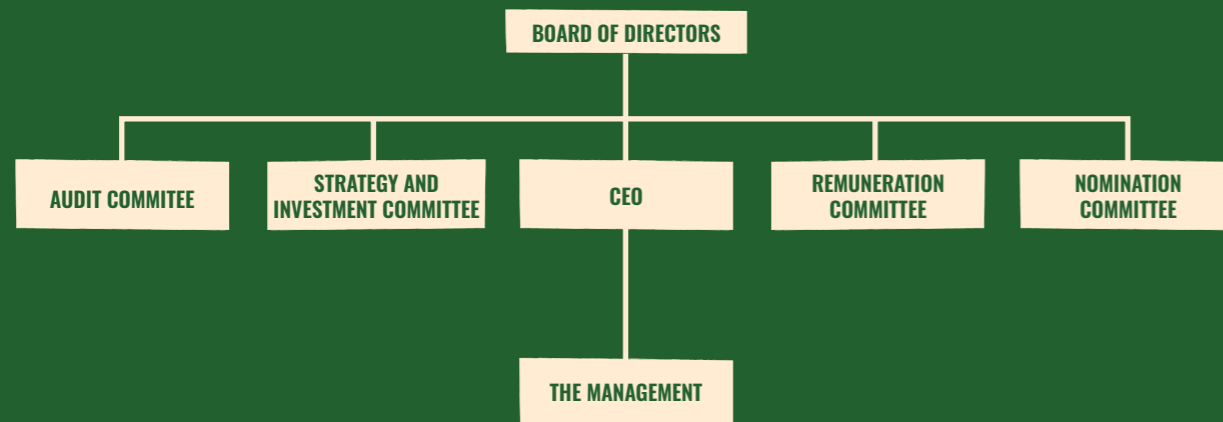 BOARD OF DIRECTORS
AUDIT COMMITEE
STRATEGY AND
INVESTMENT COMMITTEE
CEO
REMUNERATION
COMMITTEE
NOMINATION
COMMITTEE
THE MANAGEMENT